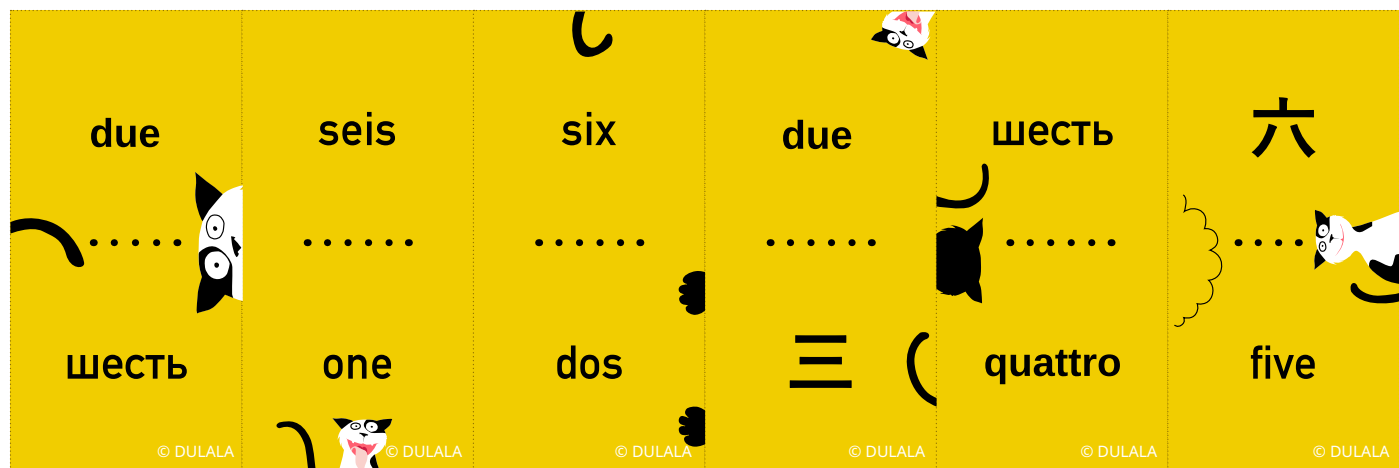 due
шесть
© DULALA
seis
one
© DULALA
six
dos
© DULALA
due
三
© DULALA
шесть
quattro
© DULALA
六
five
© DULALA